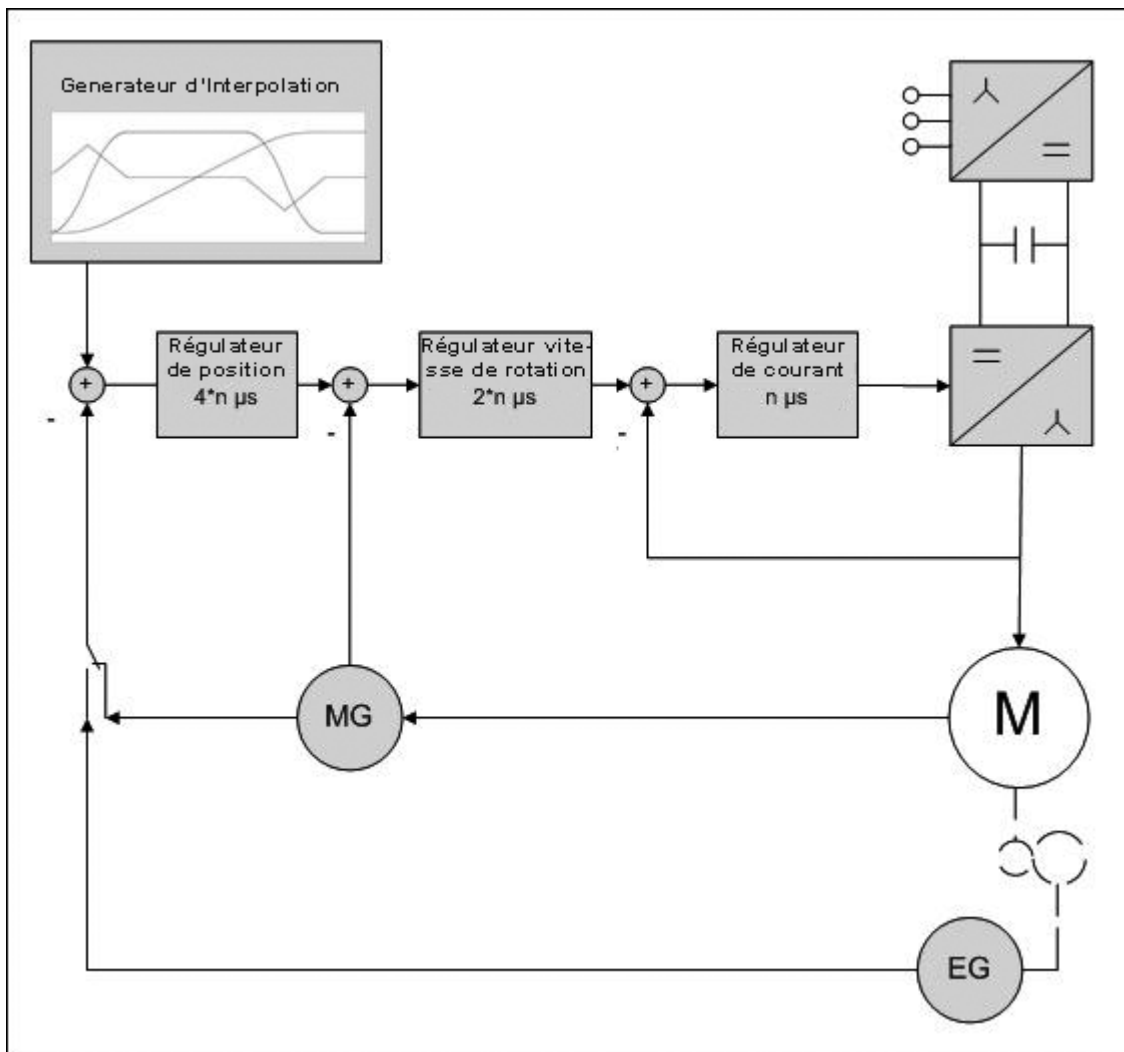 Génerateur d'Interpolation
Régulateur
de position
4*n µs
Régulateur vite-
sse de rotation
2*n µs
Régulateur
de courant
n µs
+
+
+
-
-
-
MG
M
EG